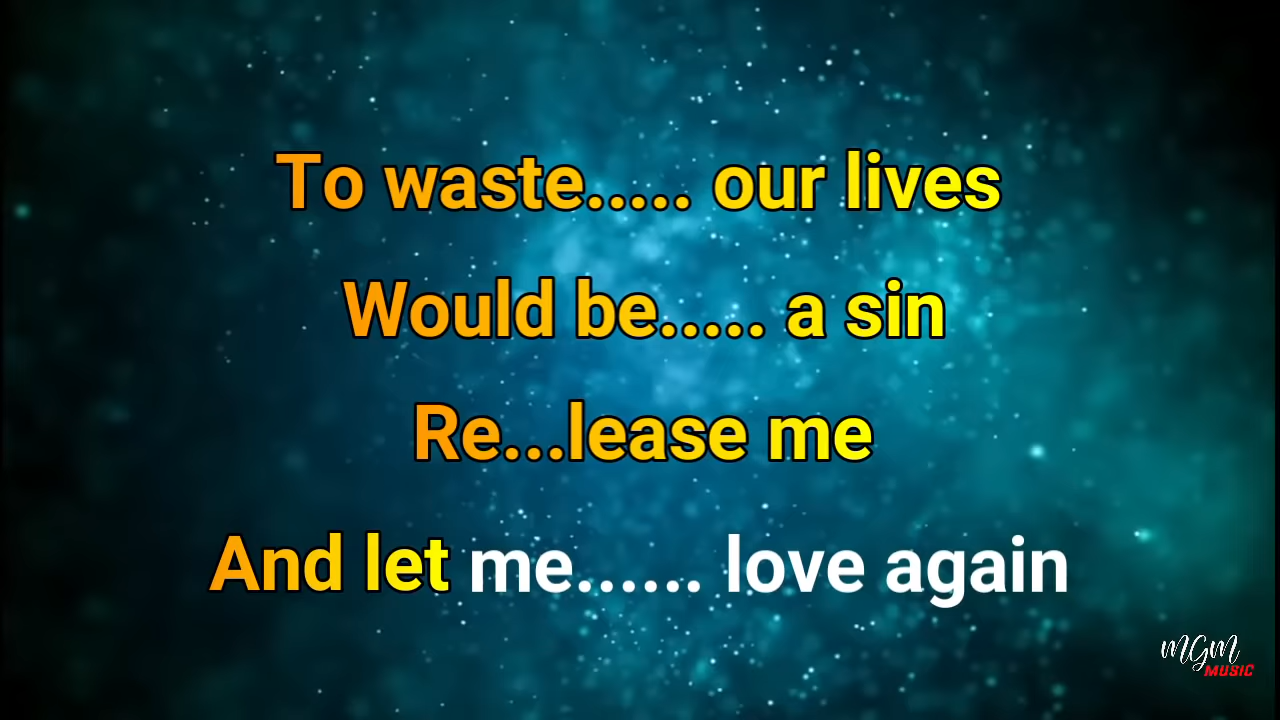 To waste..... our lives
Would be..... a sin
Re...lease me
And let me...... love again
MGM
MUSIC